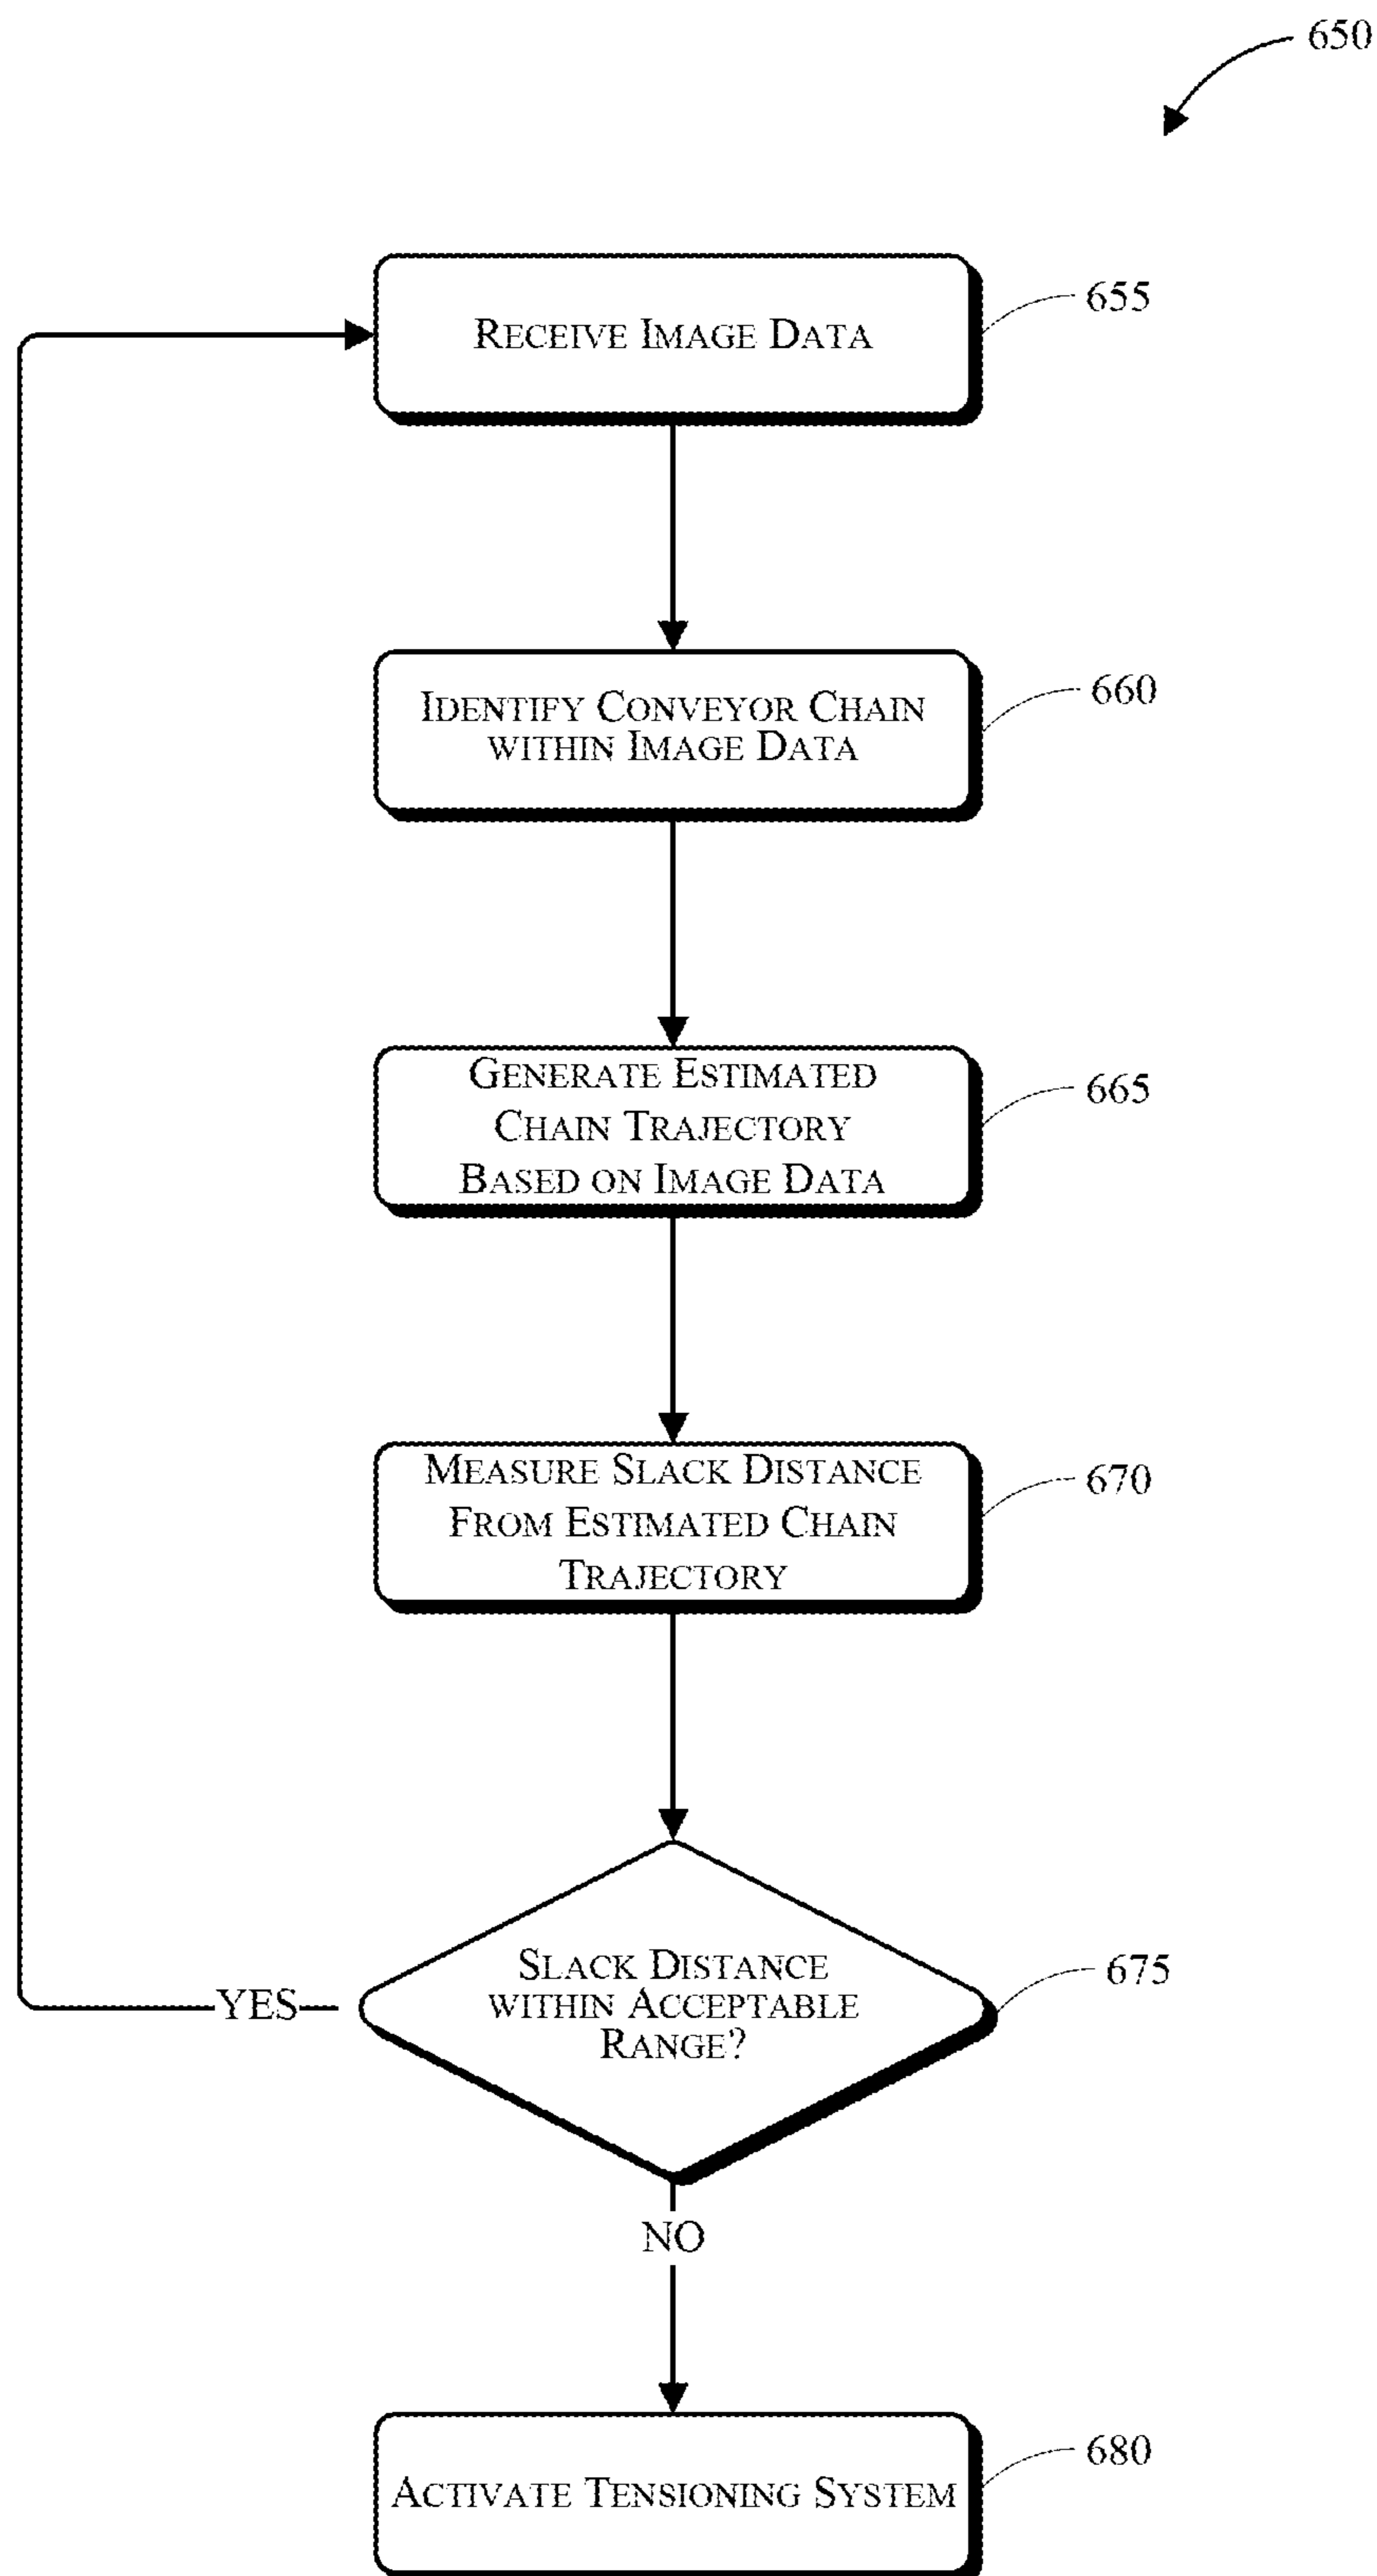 650
RECEIVE IMAGE DATA
655
IDENTIFY CONVEYOR CHAIN
WITHIN IMAGE DATA
660
GENERATE ESTIMATED
CHAIN TRAJECTORY
BASED ON IMAGE DATA
665
MEASURE SLACK DISTANCE
FROM ESTIMATED CHAIN
TRAJECTORY
670
SLACK DISTANCE
WITHIN ACCEPTABLE
RANGE?
675
YES
NO
ACTIVATE TENSIONING SYSTEM
680